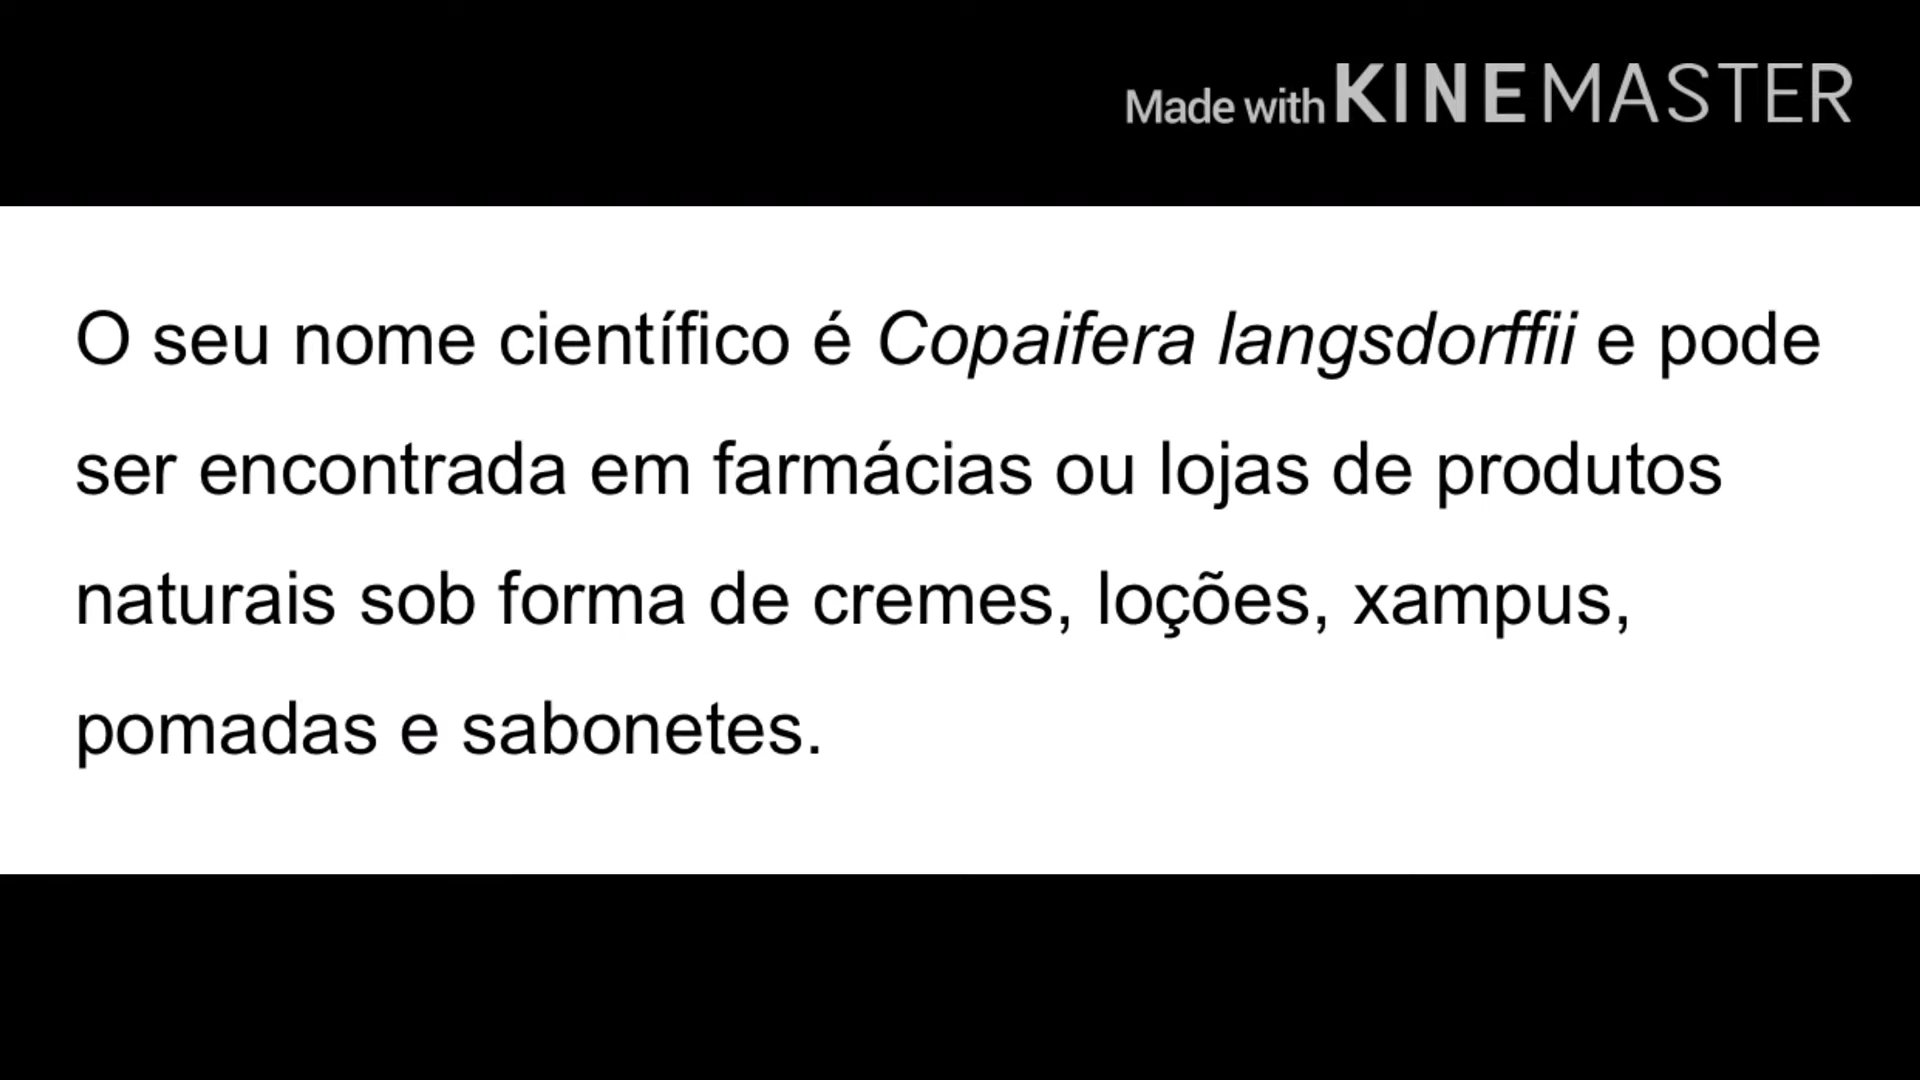 Made with KINEMASTER
O seu nome científico é Copaifera langsdorffii e pode
ser encontrada em farmácias ou lojas de produtos
naturais sob forma de cremes, loções, xampus,
pomadas e sabonetes.